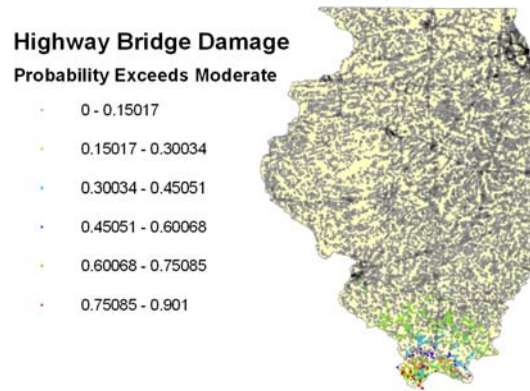 Highway Bridge Damage
Probability Exceeds Moderate
0 - 0.15017
0.15017 - 0.30034
0.30034 - 0.45051
0.45051 - 0.60068
0.60068 - 0.75085
0.75085 - 0.901